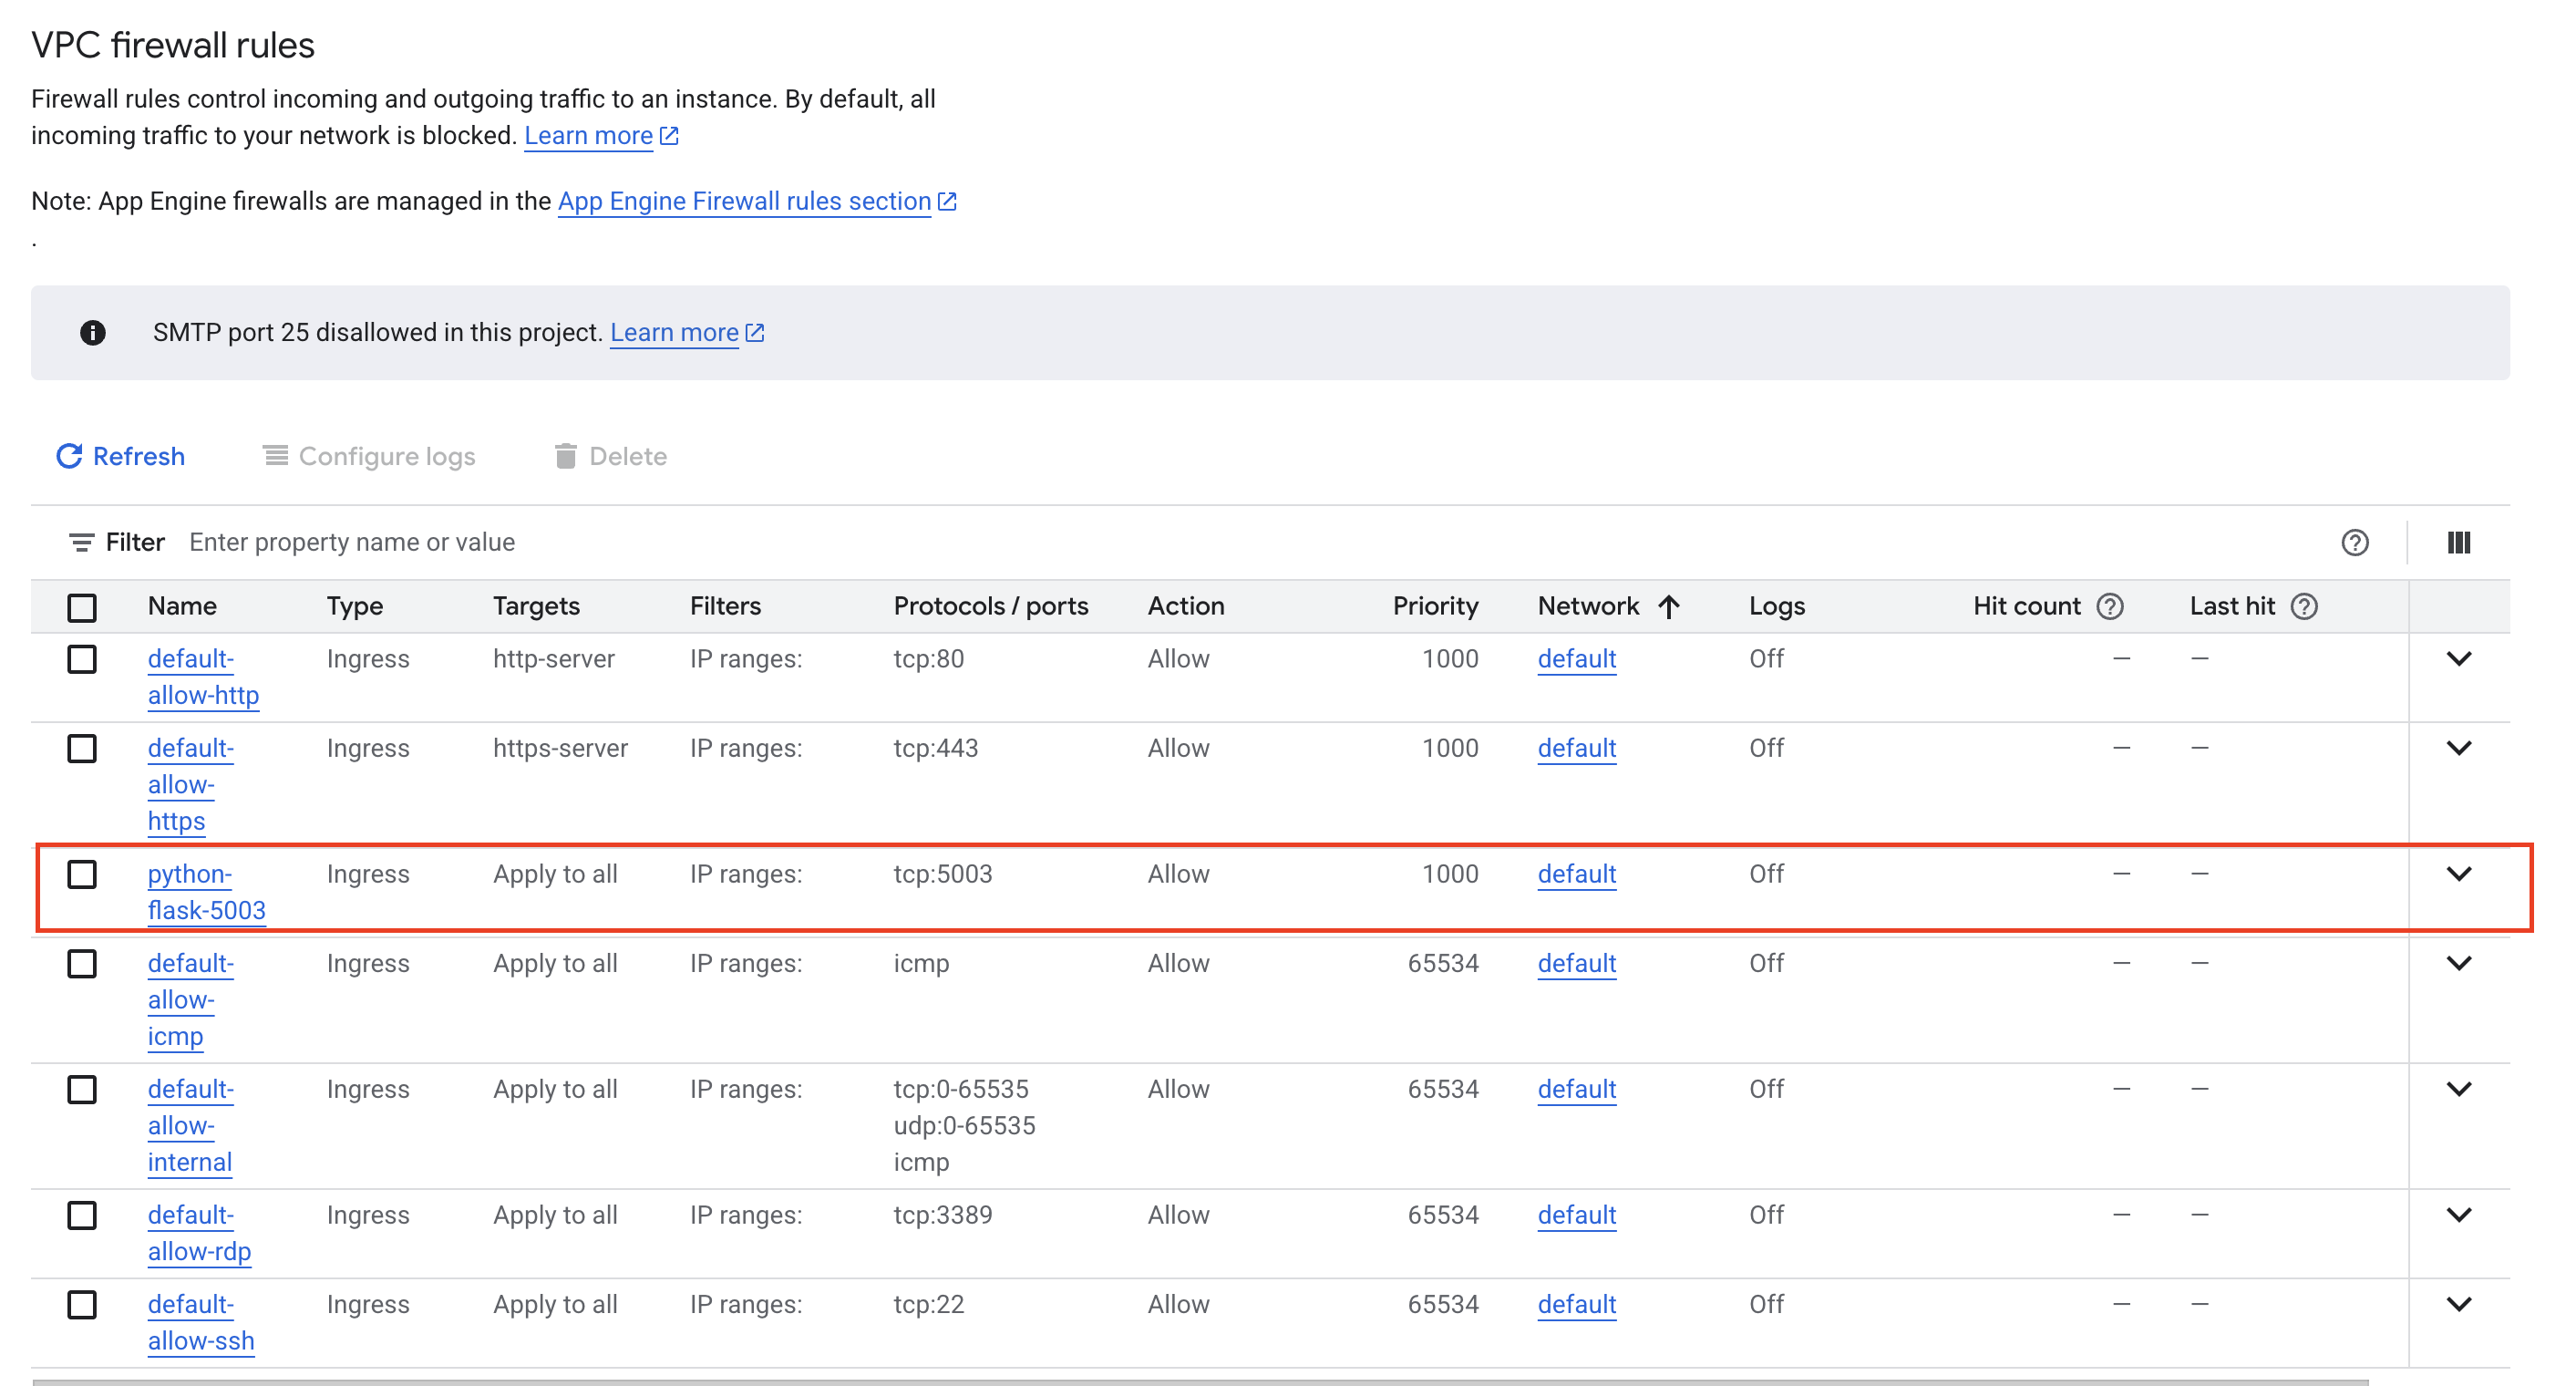 VPC firewall rules
Firewall rules control incoming and outgoing traffic to an instance. By default, all
incoming traffic to your network is blocked. Learn more
Note: App Engine firewalls are managed in the App Engine Firewall rules section
.
SMTP port 25 disallowed in this project. Learn more
Refresh Configure logs Delete
Filter Enter property name or value
Name Type Targets Filters Protocols / ports Action Priority Network Logs Hit count Last hit
default- Ingress http-server IP ranges: tcp:80 Allow 1000 default Off — —
allow-http
default- Ingress https-server IP ranges: tcp:443 Allow 1000 default Off — —
allow-
https
python- Ingress Apply to all IP ranges: tcp:5003 Allow 1000 default Off — —
flask-5003
default- Ingress Apply to all IP ranges: icmp Allow 65534 default Off — —
allow-
icmp
default- Ingress Apply to all IP ranges: tcp:0-65535 Allow 65534 default Off — —
allow- udp:0-65535
internal icmp
default- Ingress Apply to all IP ranges: tcp:3389 Allow 65534 default Off — —
allow-rdp
default- Ingress Apply to all IP ranges: tcp:22 Allow 65534 default Off — —
allow-ssh